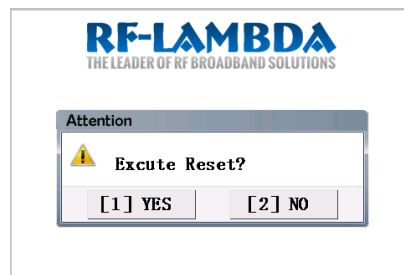 RF-LAMBDA
THE LEADER OF RF BROADBAND SOLUTIONS
Attention
Excute Reset?
[1] YES [2] NO